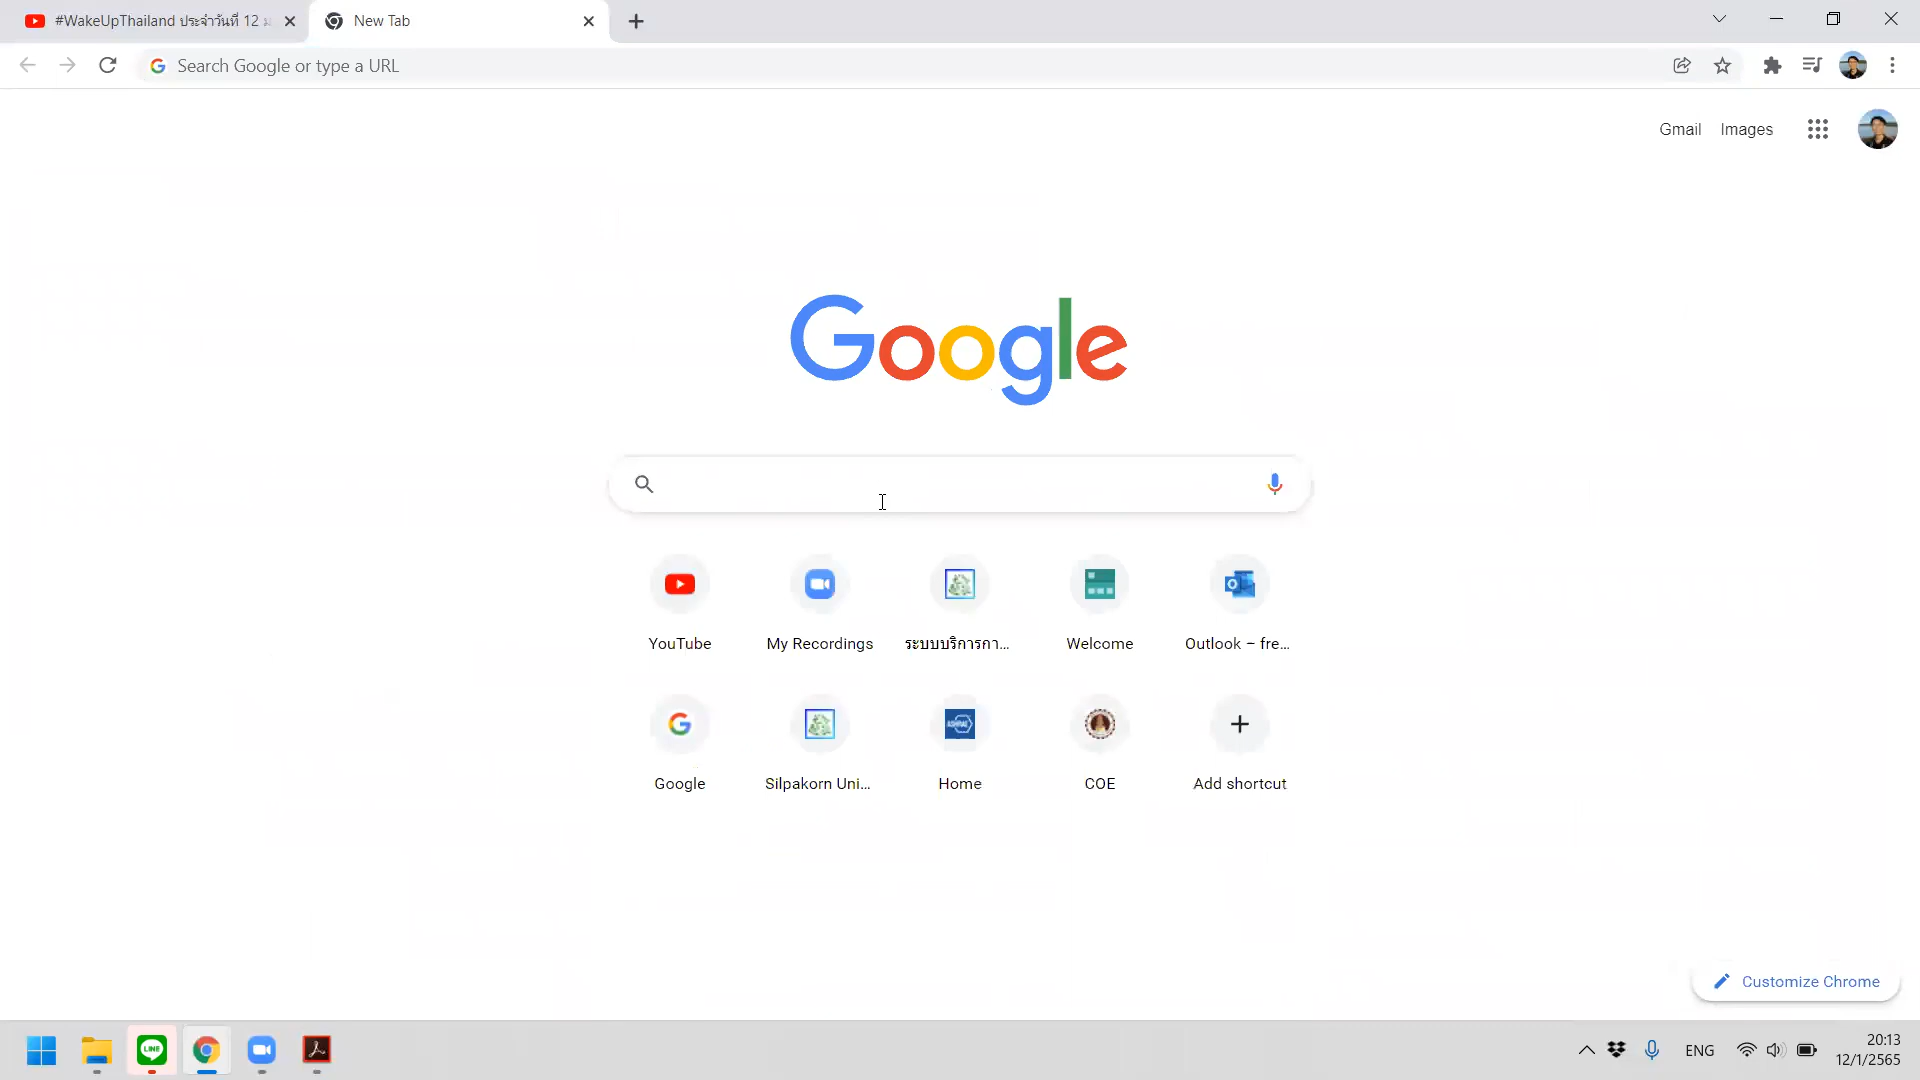 #WakeUpThailand ประจำวันที่ 12 ม
New Tab
Search Google or type a URL
Gmail
Images
Google
YouTube
My Recordings
ระบบบริการกา...
Welcome
Outlook – fre...
Google
Silpakorn Uni...
Home
COE
Add shortcut
Customize Chrome
LINE
ENG
20:13
12/1/2565